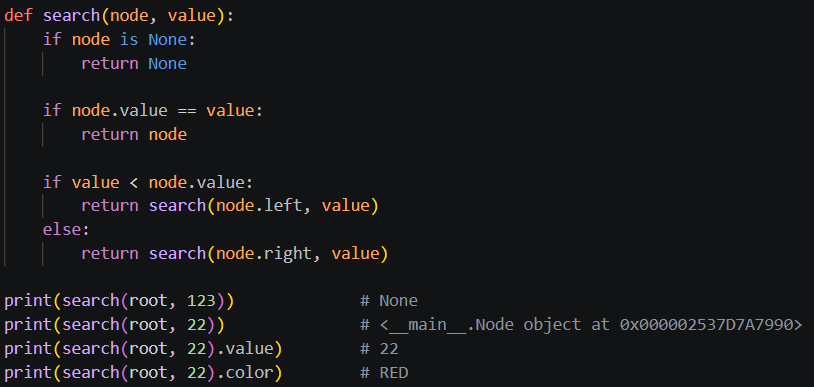 def search(node, value):
    if node is None:
        return None

    if node.value == value:
        return node

    if value < node.value:
        return search(node.left, value)
    else:
        return search(node.right, value)

print(search(root, 123))             # None
print(search(root, 22))              # <__main__.Node object at 0x000002537D7A7990>
print(search(root, 22).value)        # 22
print(search(root, 22).color)        # RED